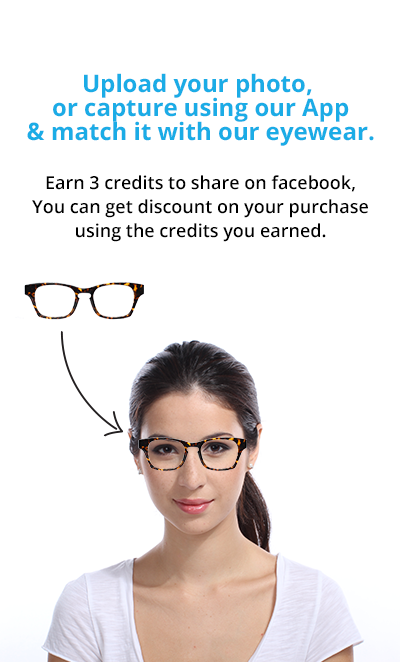 Upload your photo,
or capture using our App
& match it with our eyewear.
Earn 3 credits to share on facebook,
You can get discount on your purchase
using the credits you earned.